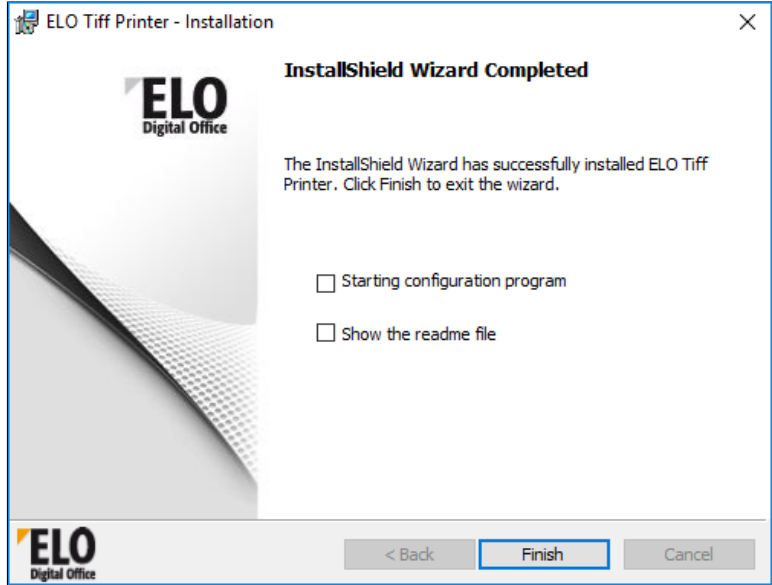 ELO Tiff Printer - Installation
ELO
Digital Office
InstallShield Wizard Completed
The InstallShield Wizard has successfully installed ELO Tiff
Printer. Click Finish to exit the wizard.
Starting configuration program
Show the readme file
ELO
Digital Office
< Back
Finish
Cancel